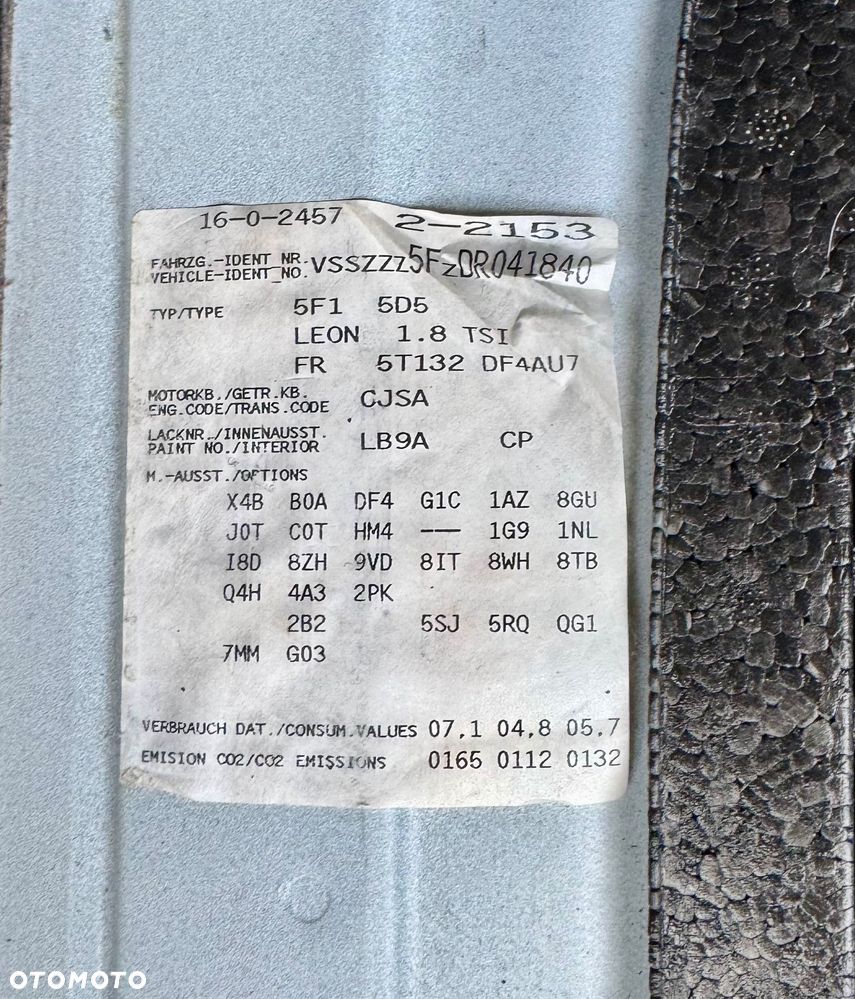 16-0-2457 2-2153
FAHRZG.-IDENT_NR.
VEHICLE-IDENT_NO. VSSZZZ5FZDR041840
TYP/TYPE 5F1 5D5
LEON 1.8 TSI
FR 5T132 DF4AU7
MOTORKB./GETR.KB.
ENG.CODE/TRANS.CODE CJSA
LACKNR./INNENAUSST.
PAINT NO./INTERIOR LB9A CP
M.-AUSST./OPTIONS
X4B B0A DF4 G1C 1AZ 8GU
J0T C0T HM4 --- 1G9 1NL
I8D 8ZH 9VD 8IT 8WH 8TB
Q4H 4A3 2PK
2B2 5SJ 5RQ QG1
7MM G03
VERBRAUCH DAT./CONSUM.VALUES 07,1 04,8 05.7
EMISION CO2/CO2 EMISSIONS 0165 0112 0132
OTOMOTO